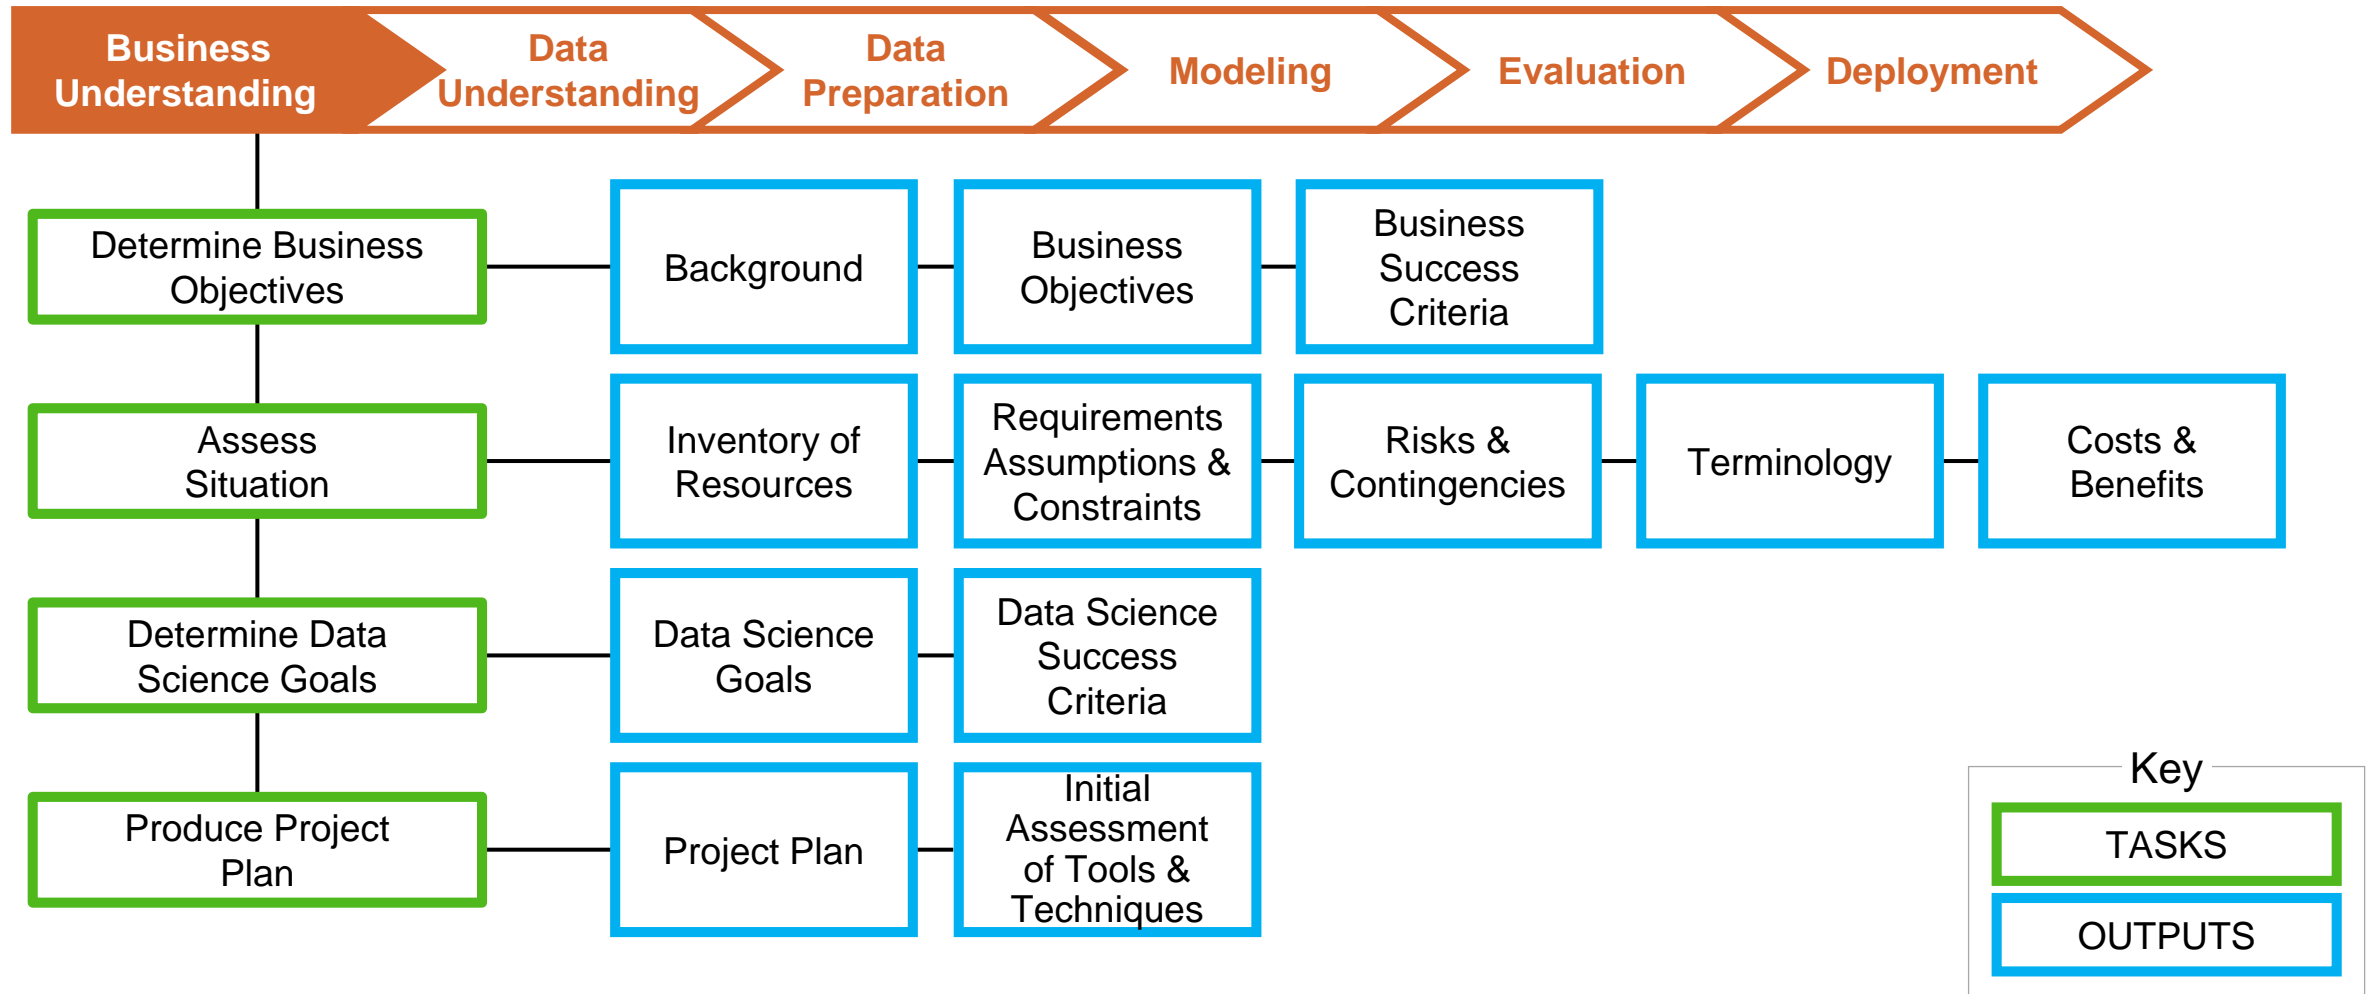 Business
Understanding
Data
Understanding
Data
Preparation
Modeling
Evaluation
Deployment
Determine Business
Objectives
Background
Business
Objectives
Business
Success
Criteria
Assess
Situation
Inventory of
Resources
Requirements
Assumptions &
Constraints
Risks &
Contingencies
Terminology
Costs &
Benefits
Determine Data
Science Goals
Data Science
Goals
Data Science
Success
Criteria
Produce Project
Plan
Project Plan
Initial
Assessment
of Tools &
Techniques
Key
TASKS
OUTPUTS